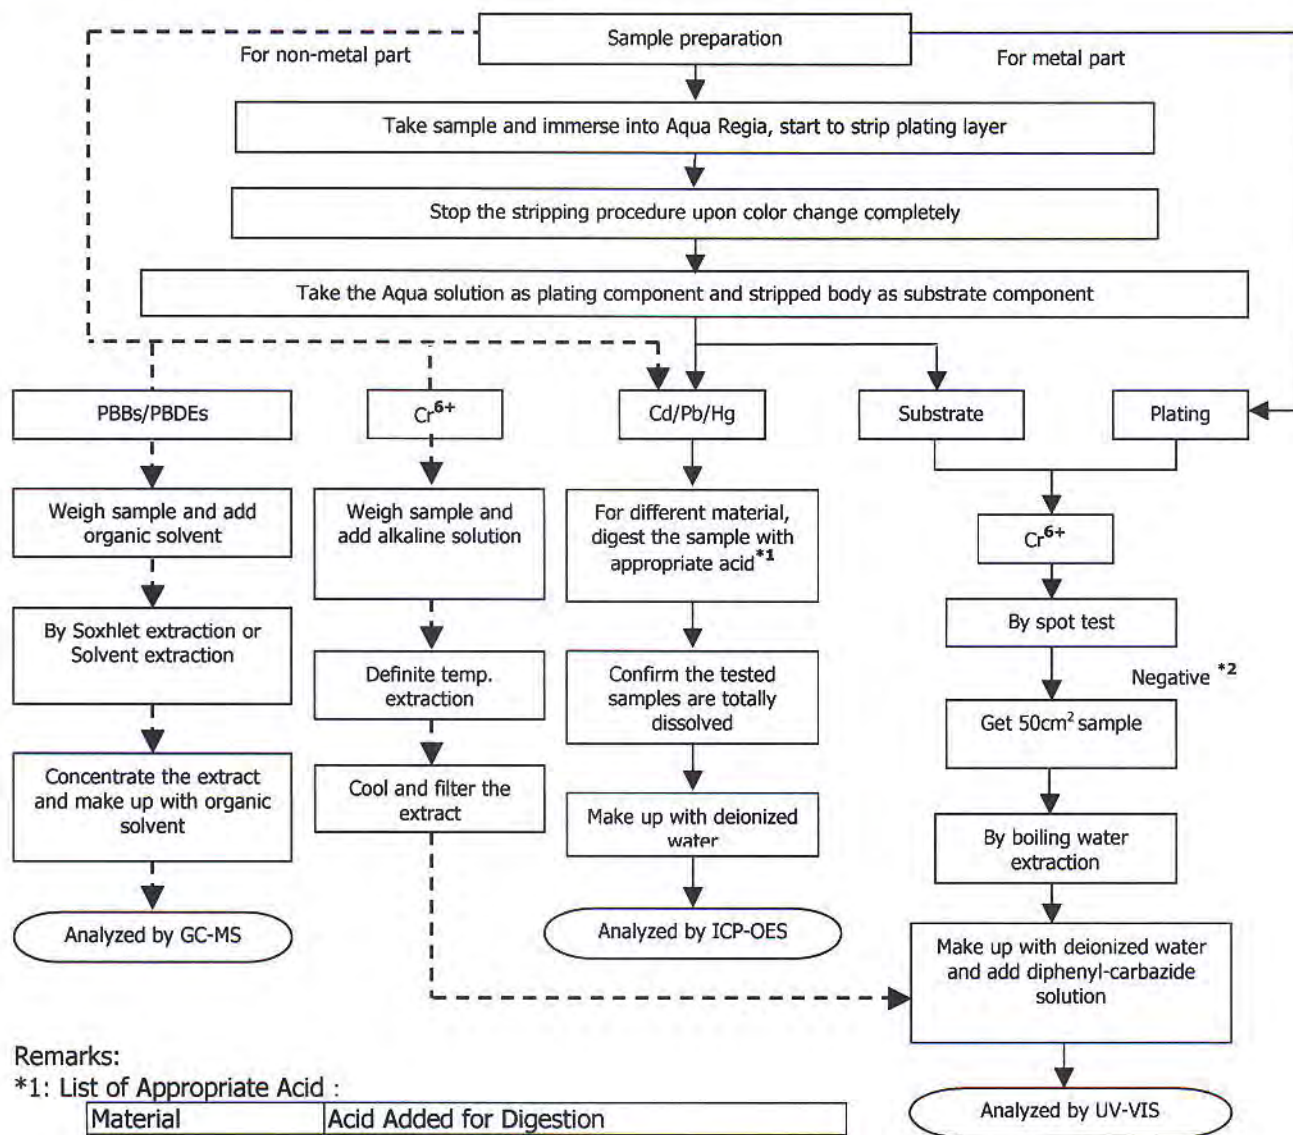 Sample preparation
For non-metal part
For metal part
Take sample and immerse into Aqua Regia, start to strip plating layer
Stop the stripping procedure upon color change completely
Take the Aqua solution as plating component and stripped body as substrate component
PBBs/PBDEs
Cr6+
Cd/Pb/Hg
Substrate
Plating
Weigh sample and add
organic solvent
Weigh sample and
add alkaline solution
For different material,
digest the sample with
appropriate acid*1
Cr6+
By Soxhlet extraction or
Solvent extraction
Definite temp.
extraction
Confirm the tested
samples are totally
dissolved
By spot test
Negative *2
Get 50cm² sample
Concentrate the extract
and make up with organic
solvent
Cool and filter the
extract
Make up with deionized
water
By boiling water
extraction
Analyzed by GC-MS
Analyzed by ICP-OES
Make up with deionized water
and add diphenyl-carbazide
solution
Analyzed by UV-VIS
Remarks:
*1: List of Appropriate Acid :
Material Acid Added for Digestion